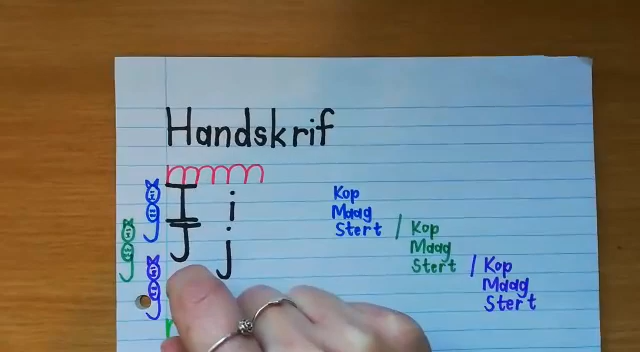 Handskrif
I i
J j
Kop
Maag
Stert / Kop
Maag
Stert / Kop
Maag
Stert